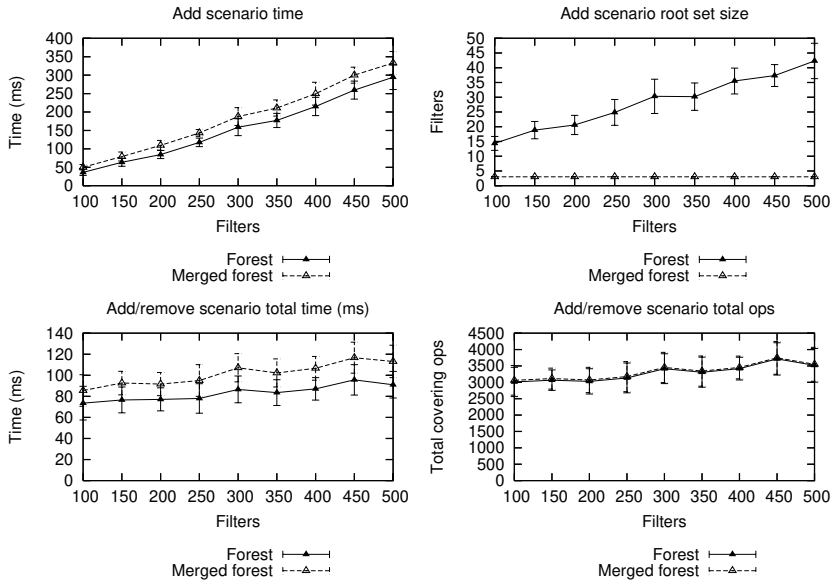 Add scenario time
Time (ms)
400
350
300
250
200
150
100
50
0
100 150 200 250 300 350 400 450 500
Filters
Forest
Merged forest
Add scenario root set size
Filters
50
45
40
35
30
25
20
15
10
5
0
100 150 200 250 300 350 400 450 500
Filters
Forest
Merged forest
Add/remove scenario total time (ms)
Time (ms)
140
120
100
80
60
40
20
0
100 150 200 250 300 350 400 450 500
Filters
Forest
Merged forest
Add/remove scenario total ops
Total covering ops
4500
4000
3500
3000
2500
2000
1500
1000
500
0
100 150 200 250 300 350 400 450 500
Filters
Forest
Merged forest